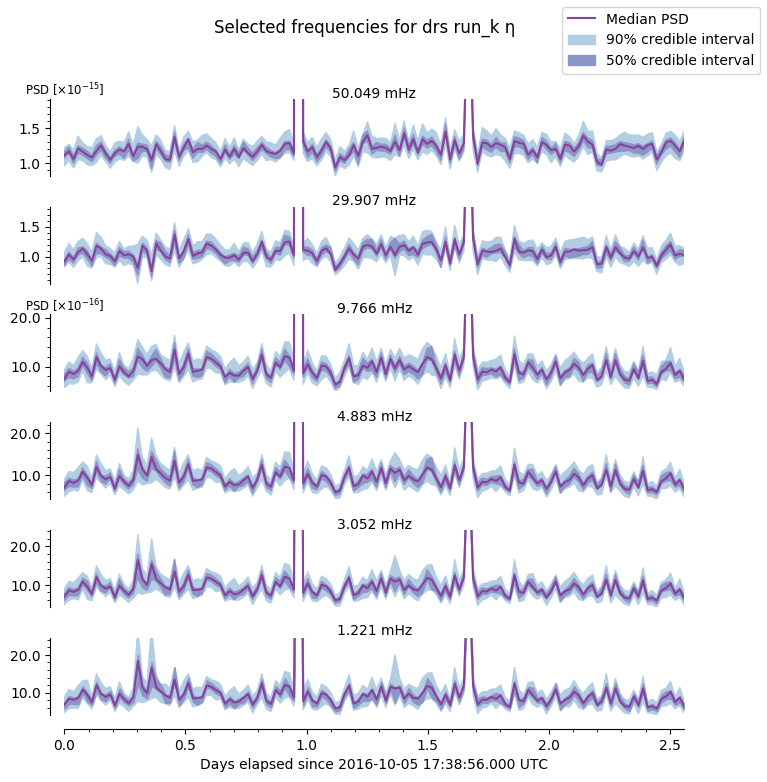 Selected frequencies for drs run_k η
Median PSD
90% credible interval
50% credible interval
PSD [×10⁻¹⁵]
50.049 mHz
1.5
1.0
29.907 mHz
1.5
1.0
PSD [×10⁻¹⁶]
9.766 mHz
20.0
10.0
4.883 mHz
20.0
10.0
3.052 mHz
20.0
10.0
1.221 mHz
20.0
10.0
0.0 0.5 1.0 1.5 2.0 2.5
Days elapsed since 2016-10-05 17:38:56.000 UTC